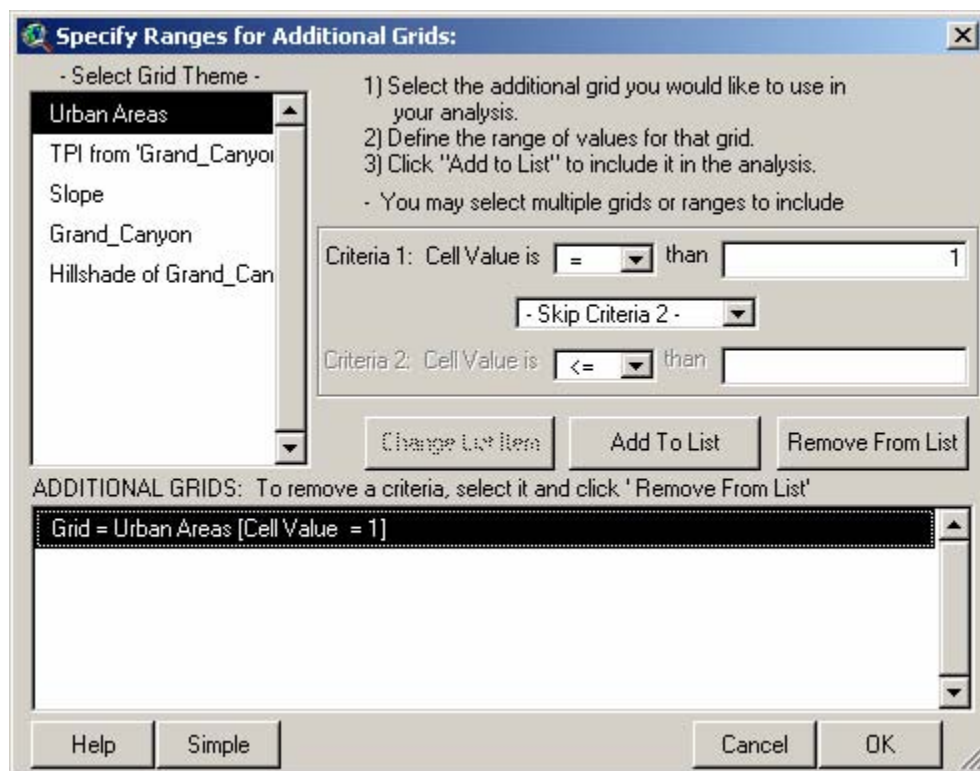 Specify Ranges for Additional Grids:
- Select Grid Theme -
Urban Areas
TPI from 'Grand_Canyon
Slope
Grand_Canyon
Hillshade of Grand_Can
1) Select the additional grid you would like to use in
your analysis.
2) Define the range of values for that grid.
3) Click "Add to List" to include it in the analysis.
- You may select multiple grids or ranges to include
Criteria 1: Cell Value is = than 1
- Skip Criteria 2 -
Criteria 2: Cell Value is <= than
Change List Item Add To List Remove From List
ADDITIONAL GRIDS: To remove a criteria, select it and click ' Remove From List'
Grid = Urban Areas [Cell Value = 1]
Help Simple Cancel OK